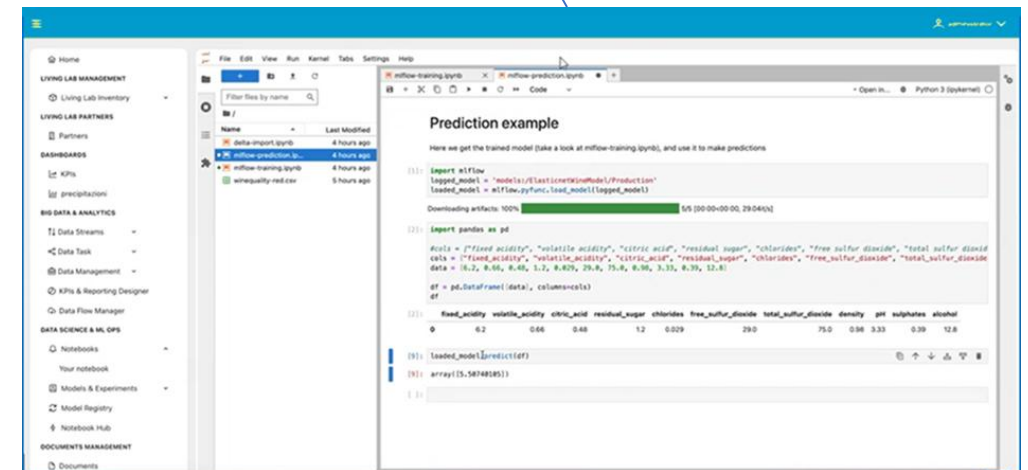 Home
LIVING LAB MANAGEMENT
Living Lab Inventory
LIVING LAB PARTNERS
Partners
DASHBOARDS
KPIs
precipitazioni
BIG DATA & ANALYTICS
Data Streams
Data Task
Data Management
KPIs & Reporting Designer
Data Flow Manager
DATA SCIENCE & ML OPS
Notebooks
Your notebook
Models & Experiments
Model Registry
Notebook Hub
DOCUMENTS MANAGEMENT
Documents
File Edit View Run Kernel Tabs Settings Help
Filter files by name
/
Name Last Modified
delta-import.ipynb 4 hours ago
mlflow-prediction.ip... 4 hours ago
mlflow-training.ipynb 4 hours ago
winequality-red.csv 5 hours ago
mlflow-training.ipynb mlflow-prediction.ipynb
Code Open in... Python 3 (ipykernel)
Prediction example
Here we get the trained model (take a look at mlflow-training.ipynb), and use it to make predictions
[1]: import mlflow
logged_model = 'models:/ElasticnetWineModel/Production'
loaded_model = mlflow.pyfunc.load_model(logged_model)
Downloading artifacts: 100% 5/5 [00:00<00:00, 29.04it/s]
[2]: import pandas as pd
#cols = ["fixed acidity", "volatile acidity", "citric acid", "residual sugar", "chlorides", "free sulfur dioxide", "total sulfur dioxid
cols = ["fixed_acidity", "volatile_acidity", "citric_acid", "residual_sugar", "chlorides", "free_sulfur_dioxide", "total_sulfur_dioxide
data = [6.2, 0.66, 0.48, 1.2, 0.029, 29.0, 75.0, 0.98, 3.33, 0.39, 12.8]
df = pd.DataFrame([data], columns=cols)
df
[2]: fixed_acidity volatile_acidity citric_acid residual_sugar chlorides free_sulfur_dioxide total_sulfur_dioxide density pH sulphates alcohol
0 6.2 0.66 0.48 1.2 0.029 29.0 75.0 0.98 3.33 0.39 12.8
[9]: loaded_model.predict(df)
[9]: array([5.50740105])
[ ]: